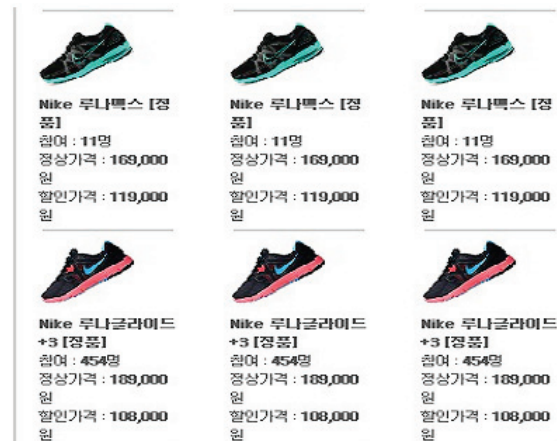 Nike 루나맥스 [정
품]
참여 : 11명
정상가격 : 169,000
원
할인가격 : 119,000
원
Nike 루나맥스 [정
품]
참여 : 11명
정상가격 : 169,000
원
할인가격 : 119,000
원
Nike 루나맥스 [정
품]
참여 : 11명
정상가격 : 169,000
원
할인가격 : 119,000
원
Nike 루나글라이드
+3 [정품]
참여 : 454명
정상가격 : 189,000
원
할인가격 : 108,000
원
Nike 루나글라이드
+3 [정품]
참여 : 454명
정상가격 : 189,000
원
할인가격 : 108,000
원
Nike 루나글라이드
+3 [정품]
참여 : 454명
정상가격 : 189,000
원
할인가격 : 108,000
원